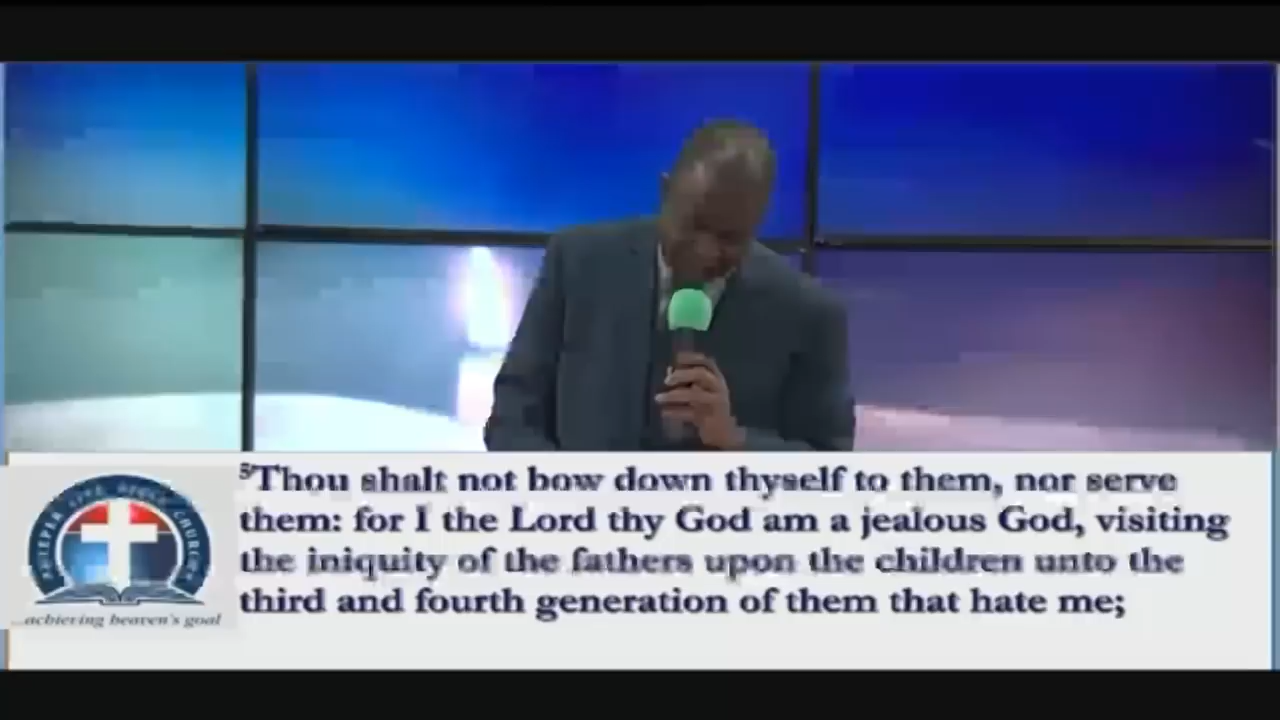 ⁵Thou shalt not bow down thyself to them, nor serve
them: for I the Lord thy God am a jealous God, visiting
the iniquity of the fathers upon the children unto the
third and fourth generation of them that hate me;
BIBLE CHURCH
...achieving heaven's goal